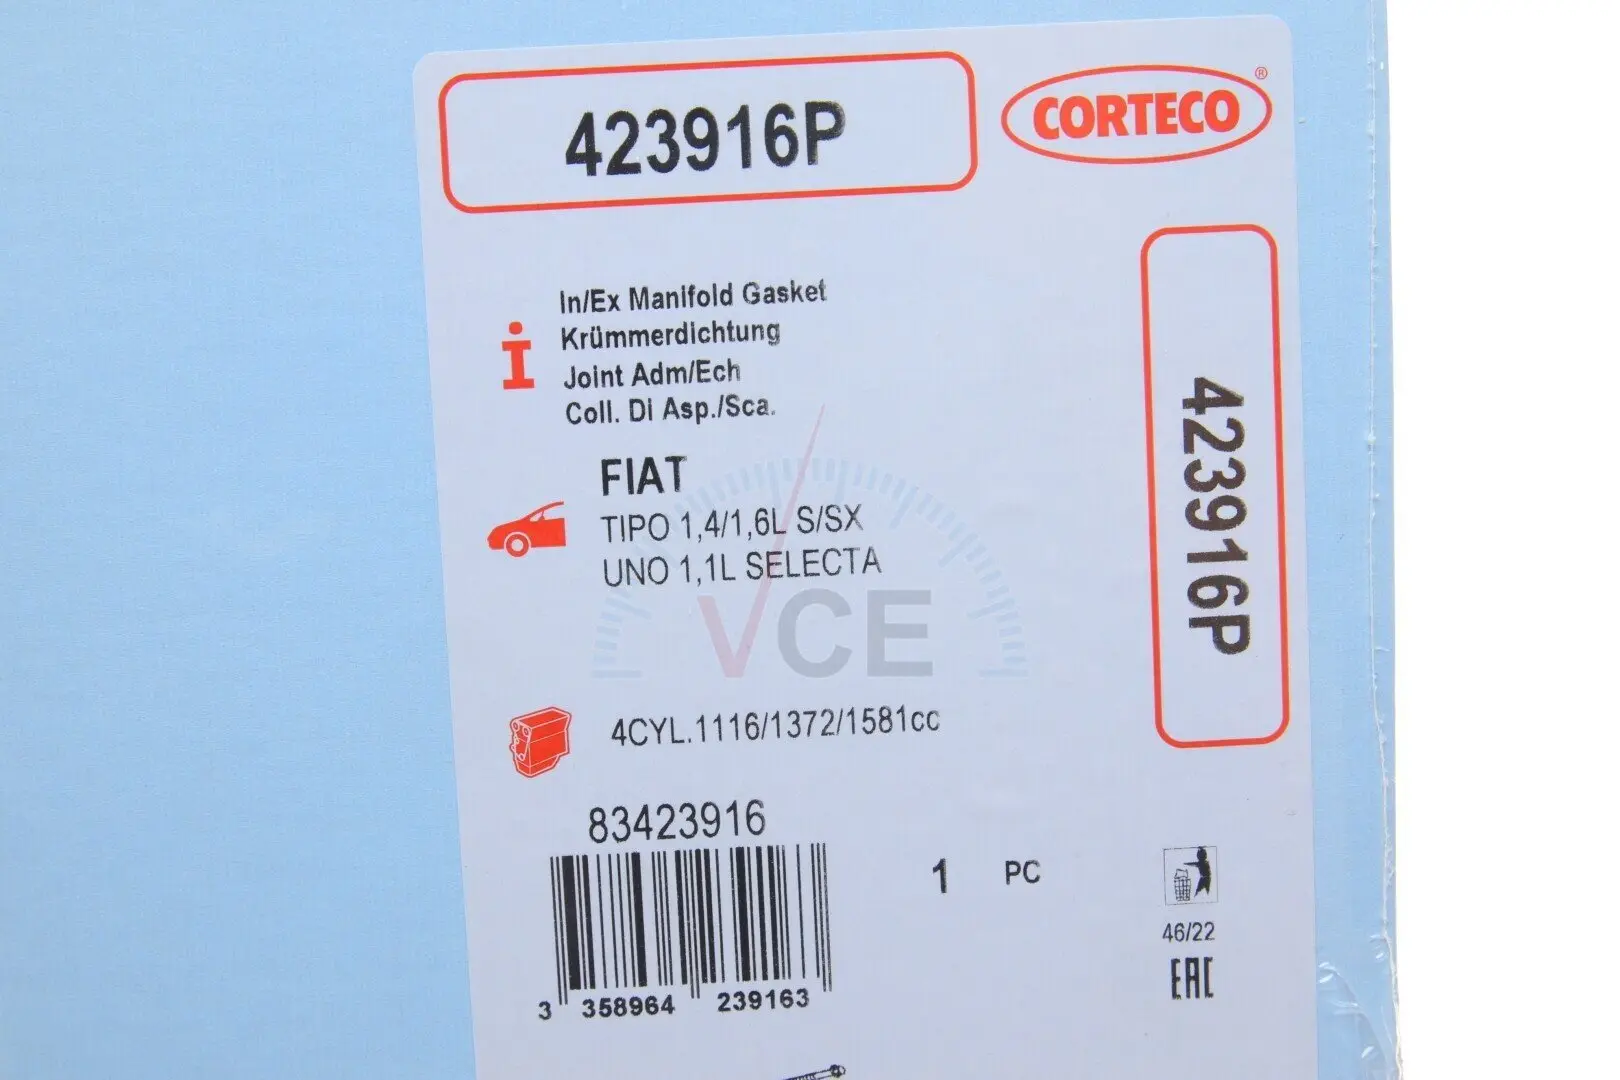 423916P
CORTECO®
In/Ex Manifold Gasket
Krümmerdichtung
Joint Adm/Ech
Coll. Di Asp./Sca.
FIAT
TIPO 1,4/1,6L S/SX
UNO 1,1L SELECTA
VCE
4CYL.1116/1372/1581cc
423916P
83423916
1 PC
3 358964 239163
46/22
EAC